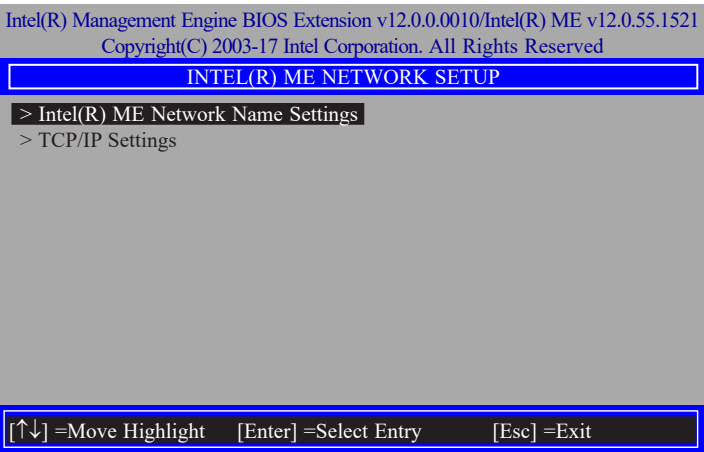 Intel(R) Management Engine BIOS Extension v12.0.0.0010/Intel(R) ME v12.0.55.1521
Copyright(C) 2003-17 Intel Corporation. All Rights Reserved
INTEL(R) ME NETWORK SETUP
> Intel(R) ME Network Name Settings
> TCP/IP Settings
[↑↓] =Move Highlight [Enter] =Select Entry [Esc] =Exit